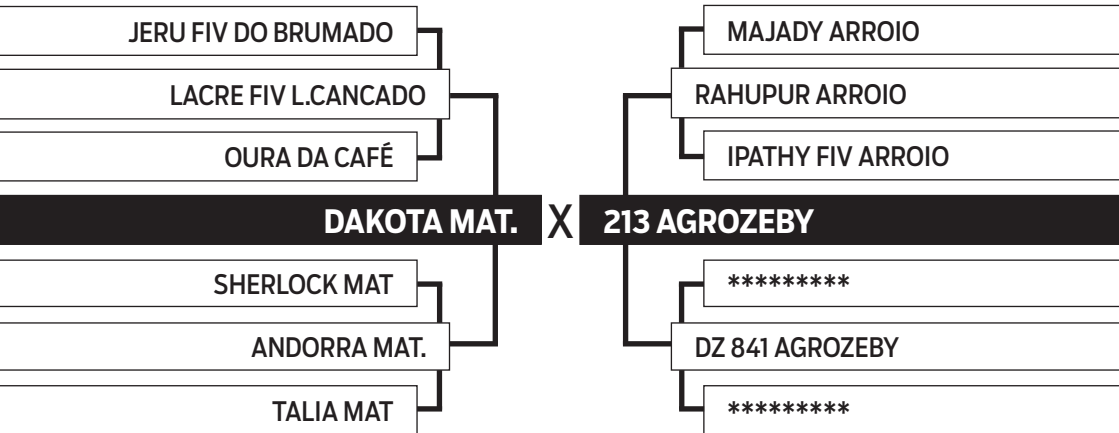 JERU FIV DO BRUMADO
LACRE FIV L.CANCADO
OURA DA CAFÉ
DAKOTA MAT.
SHERLOCK MAT
ANDORRA MAT.
TALIA MAT
X
MAJADY ARROIO
RAHUPUR ARROIO
IPATHY FIV ARROIO
213 AGROZEBY
*********
DZ 841 AGROZEBY
*********